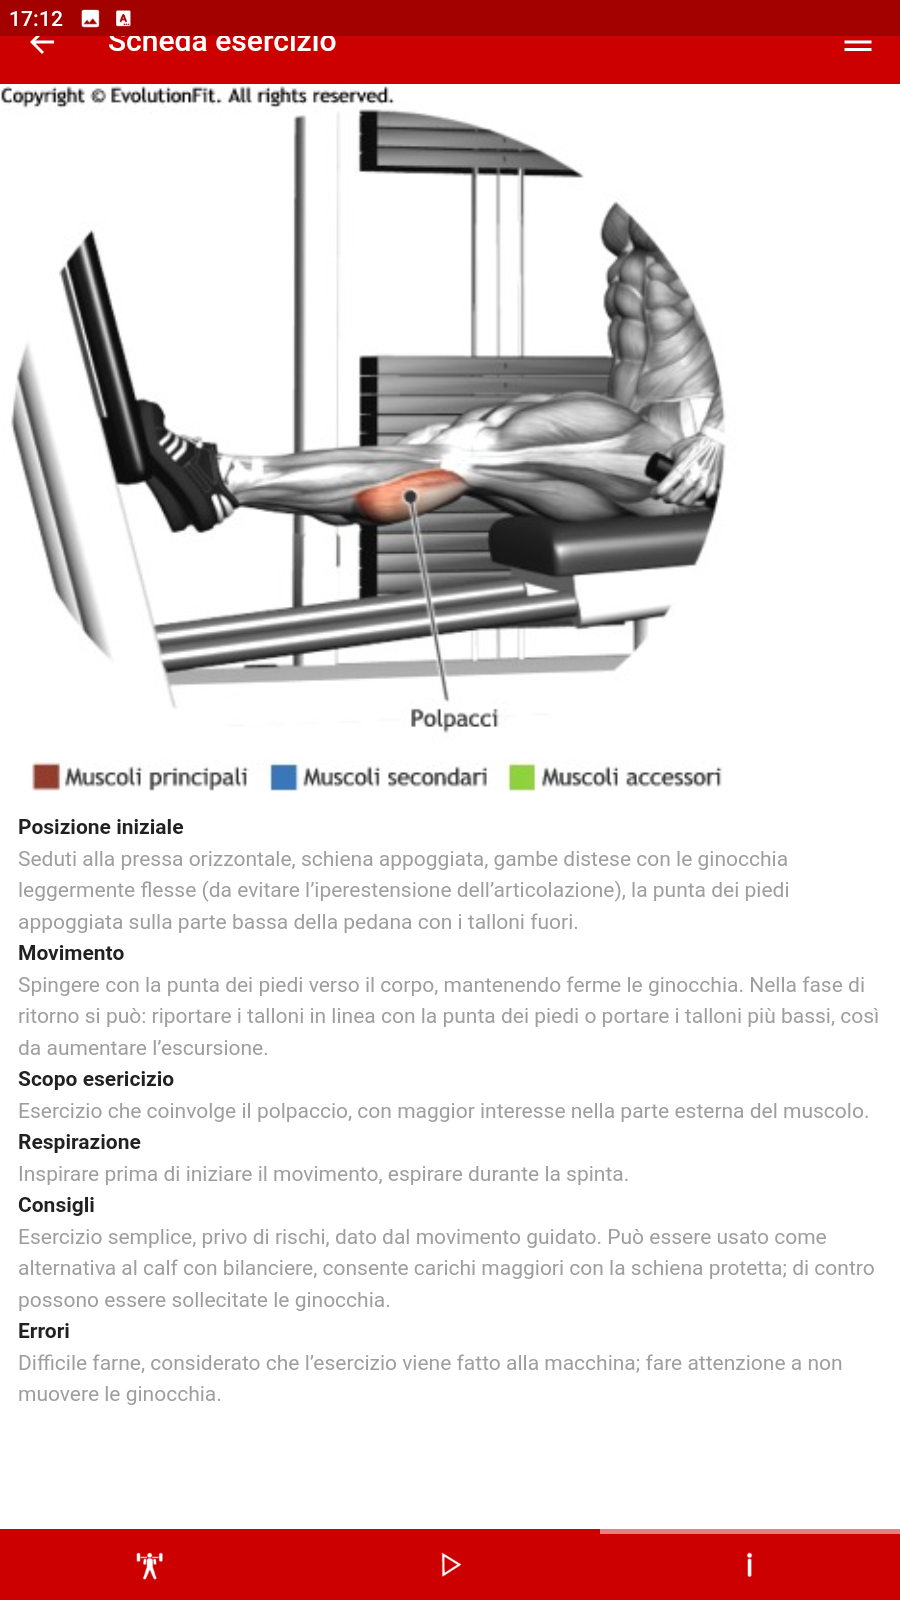 17:12
Scheda esercizio
Copyright © EvolutionFit. All rights reserved.
Polpacci
Muscoli principali Muscoli secondari Muscoli accessori
Posizione iniziale
Seduti alla pressa orizzontale, schiena appoggiata, gambe distese con le ginocchia
leggermente flesse (da evitare l’iperestensione dell’articolazione), la punta dei piedi
appoggiata sulla parte bassa della pedana con i talloni fuori.
Movimento
Spingere con la punta dei piedi verso il corpo, mantenendo ferme le ginocchia. Nella fase di
ritorno si può: riportare i talloni in linea con la punta dei piedi o portare i talloni più bassi, così
da aumentare l’escursione.
Scopo esericizio
Esercizio che coinvolge il polpaccio, con maggior interesse nella parte esterna del muscolo.
Respirazione
Inspirare prima di iniziare il movimento, espirare durante la spinta.
Consigli
Esercizio semplice, privo di rischi, dato dal movimento guidato. Può essere usato come
alternativa al calf con bilanciere, consente carichi maggiori con la schiena protetta; di contro
possono essere sollecitate le ginocchia.
Errori
Difficile farne, considerato che l’esercizio viene fatto alla macchina; fare attenzione a non
muovere le ginocchia.